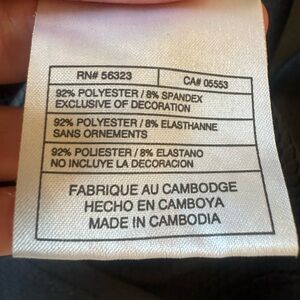 RN# 56323 CA# 05553
92% POLYESTER / 8% SPANDEX
EXCLUSIVE OF DECORATION
92% POLYESTER / 8% ELASTHANNE
SANS ORNEMENTS
92% POLIESTER / 8% ELASTANO
NO INCLUYE LA DECORACION
FABRIQUE AU CAMBODGE
HECHO EN CAMBOYA
MADE IN CAMBODIA